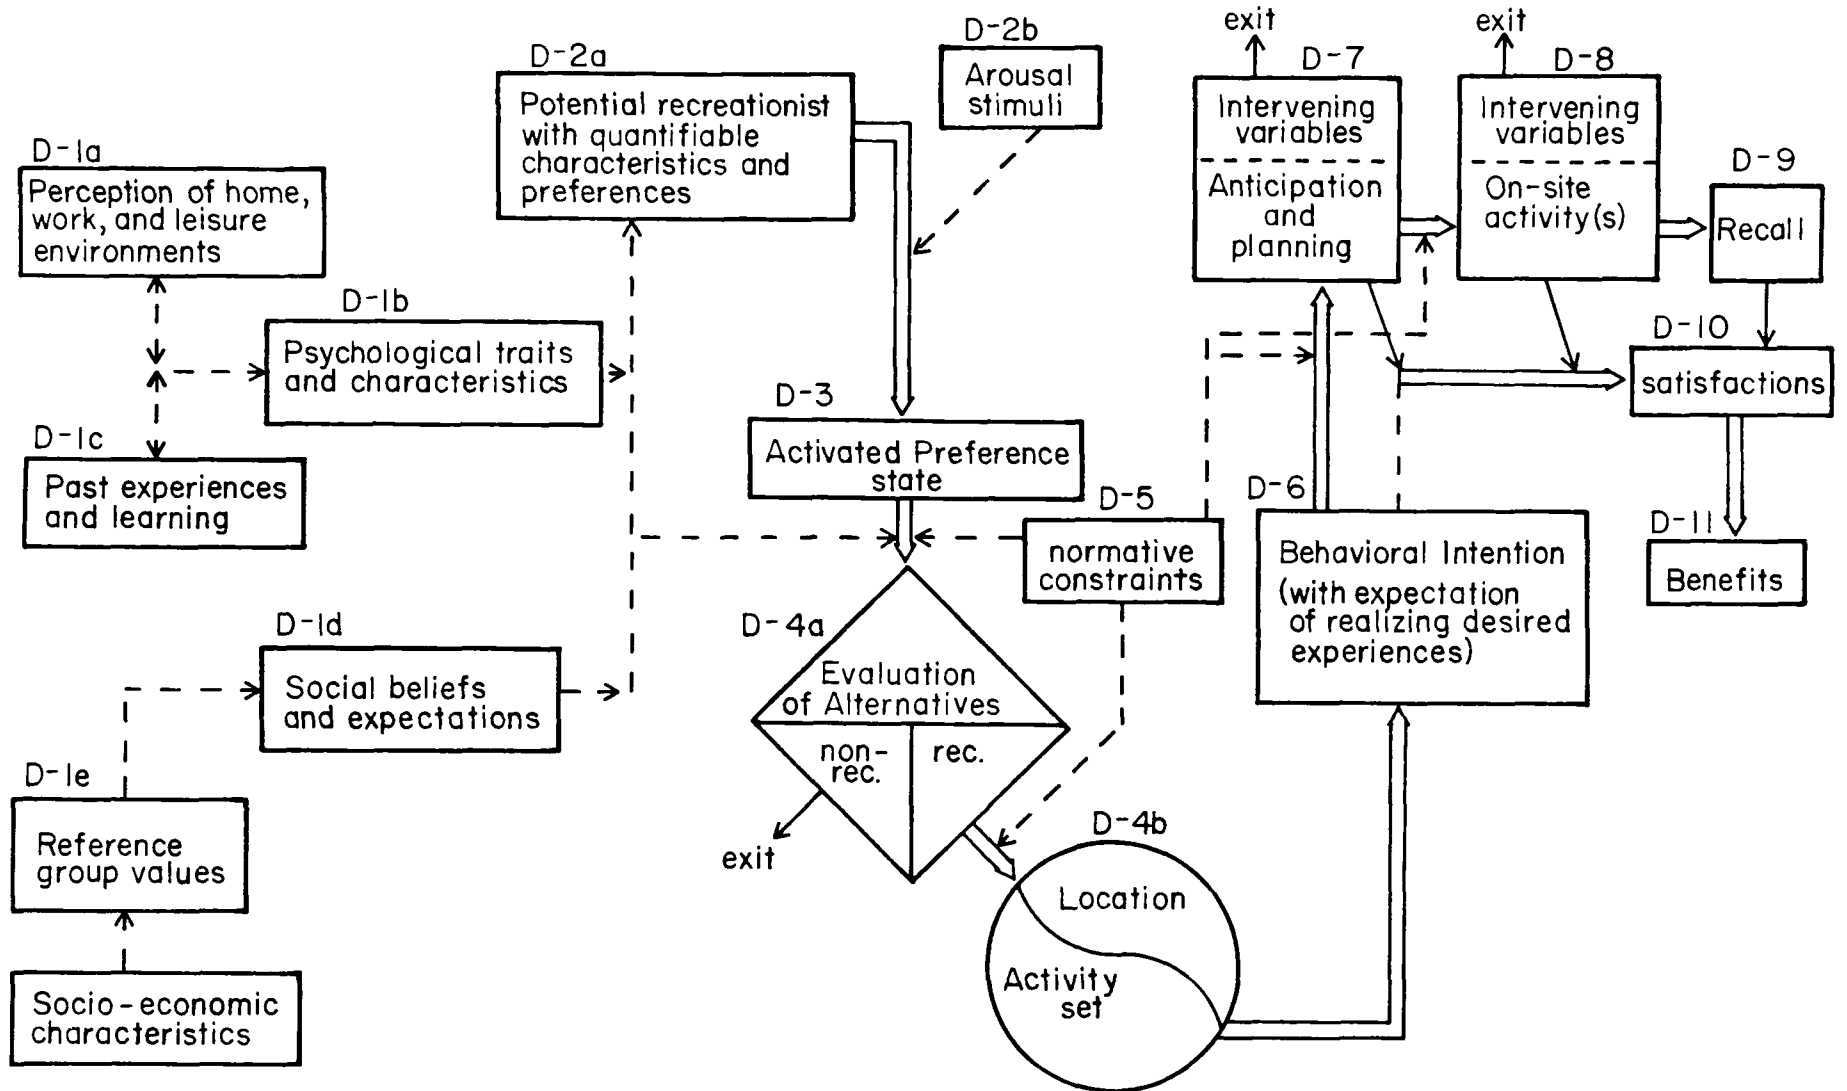 D-1a
Perception of home,
work, and leisure
environments
D-1b
Psychological traits
and characteristics
D-1c
Past experiences
and learning
D-1d
Social beliefs
and expectations
D-1e
Reference
group values
Socio-economic
characteristics
D-2a
Potential recreationist
with quantifiable
characteristics and
preferences
D-2b
Arousal
stimuli
D-3
Activated Preference
state
D-4a
Evaluation
of Alternatives
non-
rec.
rec.
exit
D-4b
Location
Activity
set
D-5
normative
constraints
D-6
Behavioral Intention
(with expectation
of realizing desired
experiences)
exit
D-7
Intervening
variables
Anticipation
and
planning
exit
D-8
Intervening
variables
On-site
activity(s)
D-9
Recall
D-10
satisfactions
D-11
Benefits